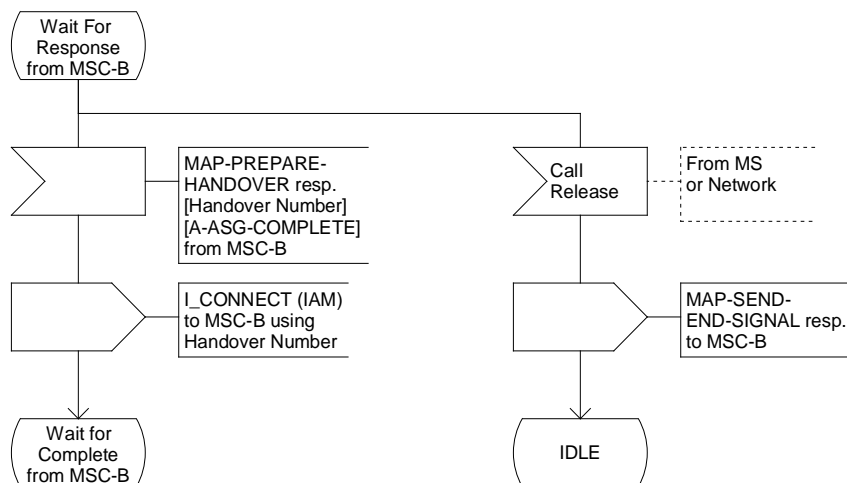 Wait For
Response
from MSC-B
MAP-PREPARE-
HANDOVER resp.
[Handover Number]
[A-ASG-COMPLETE]
from MSC-B
Call
Release
From MS
or Network
I_CONNECT (IAM)
to MSC-B using
Handover Number
MAP-SEND-
END-SIGNAL resp.
to MSC-B
Wait for
Complete
from MSC-B
IDLE